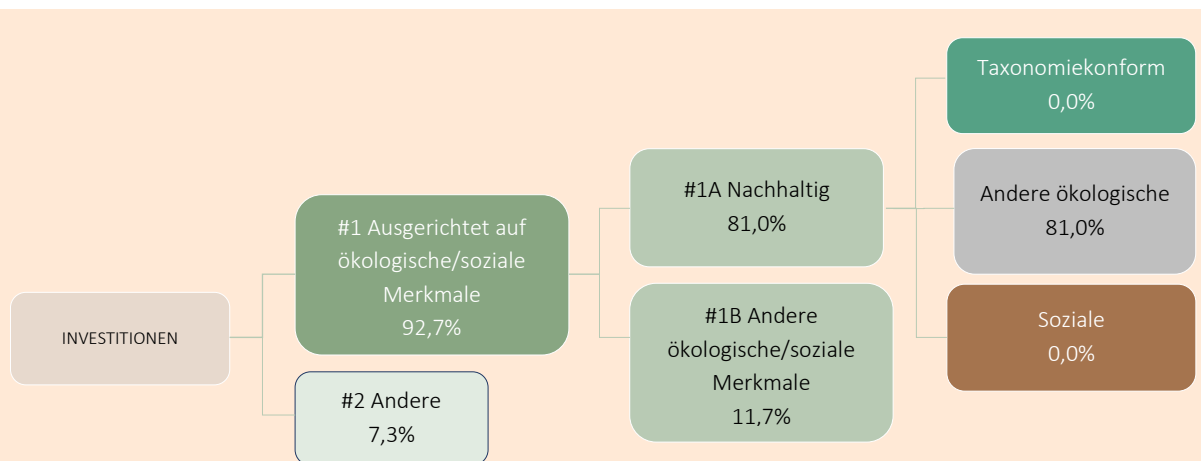 INVESTITIONEN
#1 Ausgerichtet auf
ökologische/soziale
Merkmale
92,7%
#2 Andere
7,3%
#1A Nachhaltig
81,0%
#1B Andere
ökologische/soziale
Merkmale
11,7%
Taxonomiekonform
0,0%
Andere ökologische
81,0%
Soziale
0,0%